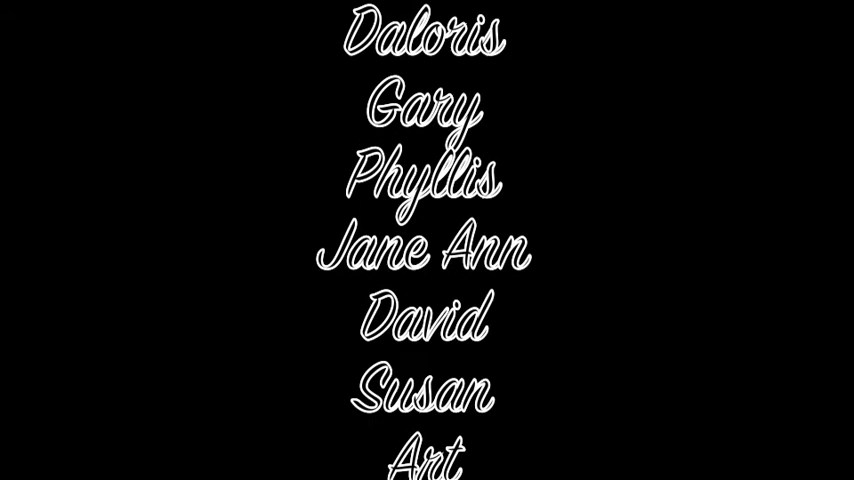 Daloris
Gary
Phyllis
Jane Ann
David
Susan
Art